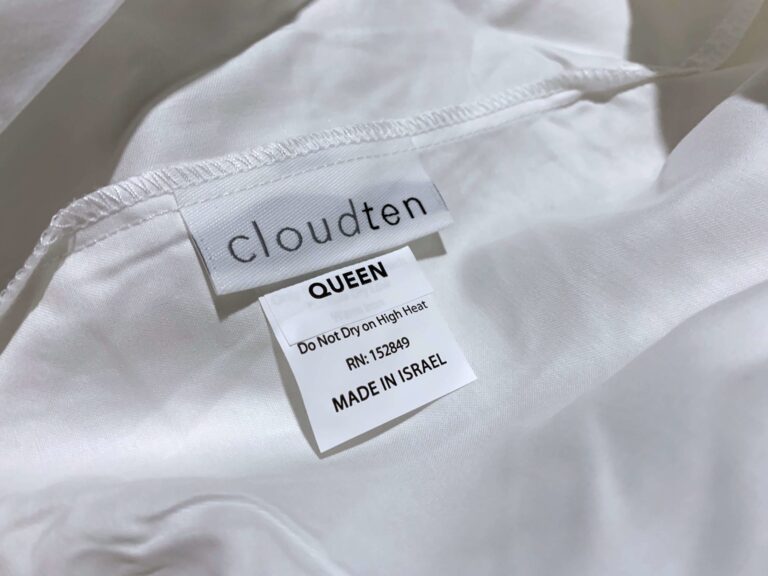 cloudten
QUEEN
Do Not Dry on High Heat
RN: 152849
MADE IN ISRAEL